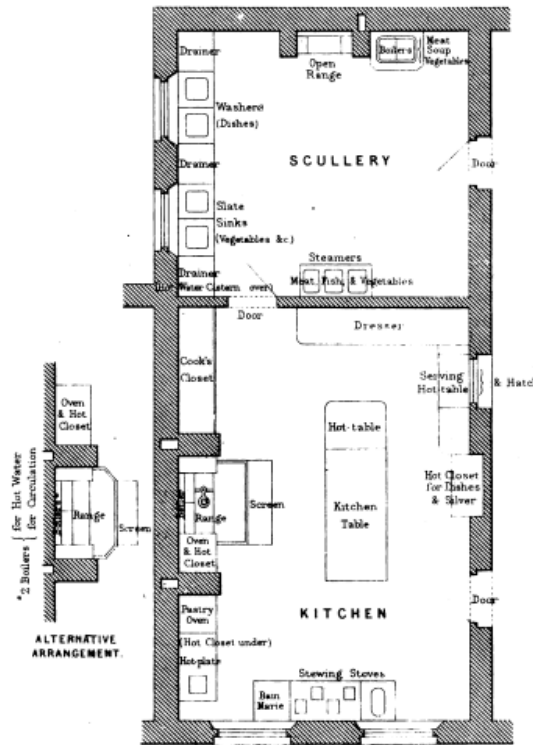 Drainer
Open
Range
Boilers
Meat
Soup
Vegetables
Washers
(Dishes)
Drainer
SCULLERY
Door
Slate
Sinks
(Vegetables &c.)
Steamers
Meat, Fish, & Vegetables
Drainer
(Hot Water Cistern over)
Door
Dresser
Cook's
Closet
Serving
Hot-table
& Hatch
Hot-table
Kitchen
Table
Hot Closet
for Dishes
& Silver
Range
Screen
Oven
& Hot
Closet
Pastry
Oven
(Hot Closet under)
Hot-plate
KITCHEN
Door
Stewing Stoves
Bain
Marie
Oven
& Hot
Closet
Range
Screen
*2 Boilers { for Hot Water
for Circulation
ALTERNATIVE
ARRANGEMENT.